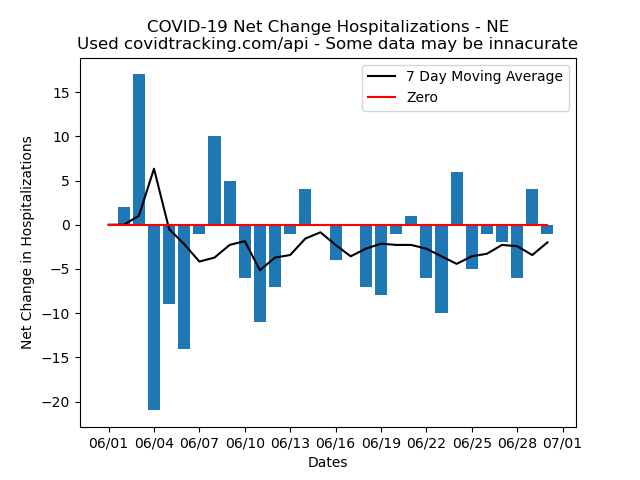 COVID-19 Net Change Hospitalizations - NE
Used covidtracking.com/api - Some data may be innacurate
7 Day Moving Average
Zero
15
10
5
0
−5
−10
−15
−20
Net Change in Hospitalizations
06/01 06/04 06/07 06/10 06/13 06/16 06/19 06/22 06/25 06/28 07/01
Dates